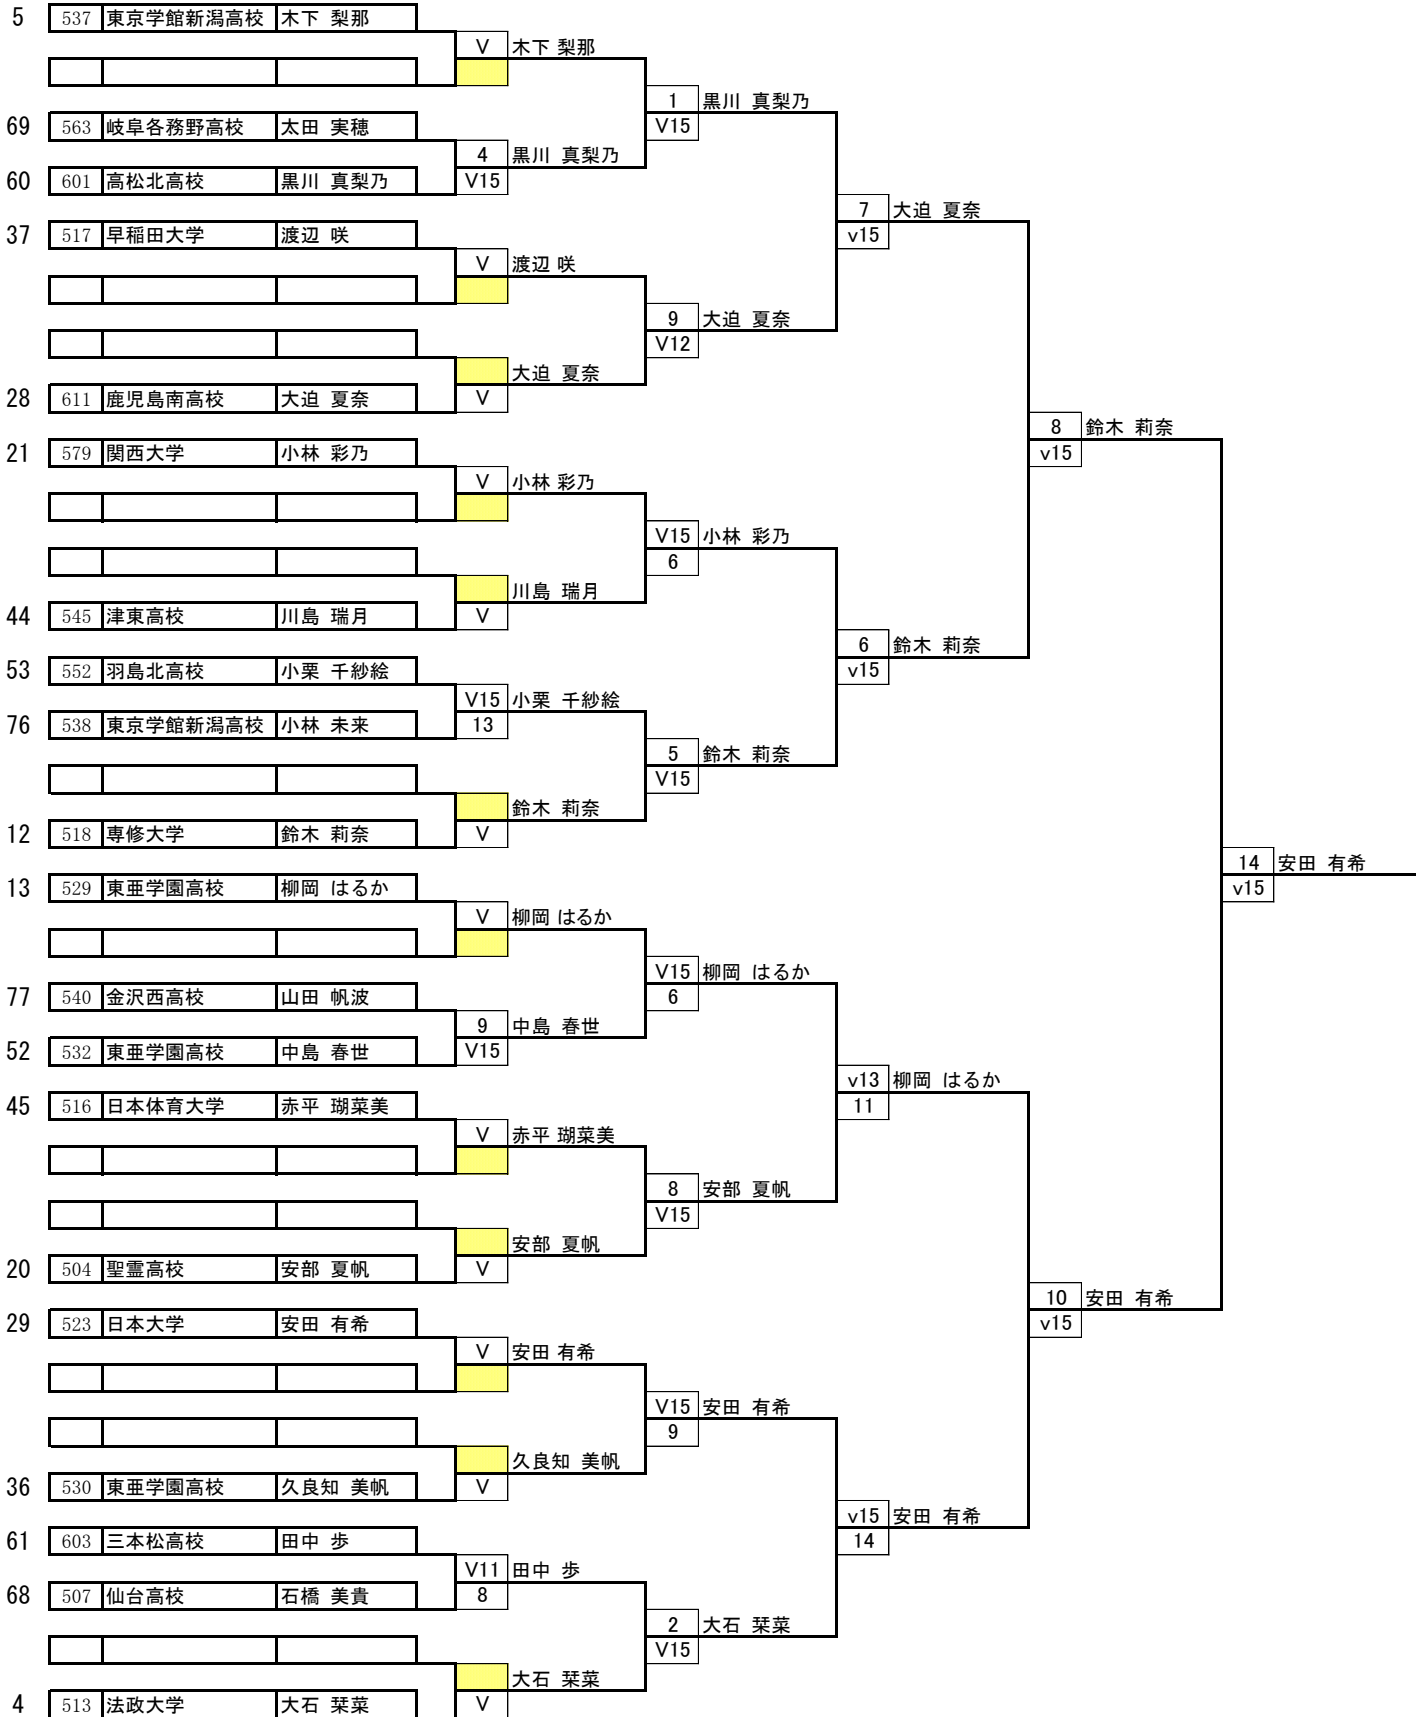 5 537 東京学館新潟高校 木下 梨那
V 木下 梨那
1 黒川 真梨乃
69 563 岐阜各務野高校 太田 実穂
V15
4 黒川 真梨乃
60 601 高松北高校 黒川 真梨乃
V15
7 大迫 夏奈
37 517 早稲田大学 渡辺 咲
v15
V 渡辺 咲
9 大迫 夏奈
V12
大迫 夏奈
28 611 鹿児島南高校 大迫 夏奈
V
8 鈴木 莉奈
21 579 関西大学 小林 彩乃
v15
V 小林 彩乃
V15 小林 彩乃
6
川島 瑞月
44 545 津東高校 川島 瑞月
V
6 鈴木 莉奈
53 552 羽島北高校 小栗 千紗絵
v15
V15 小栗 千紗絵
76 538 東京学館新潟高校 小林 未来
13
5 鈴木 莉奈
V15
鈴木 莉奈
12 518 専修大学 鈴木 莉奈
V
14 安田 有希
13 529 東亜学園高校 柳岡 はるか
v15
V 柳岡 はるか
V15 柳岡 はるか
77 540 金沢西高校 山田 帆波
6
9 中島 春世
52 532 東亜学園高校 中島 春世
V15
v13 柳岡 はるか
45 516 日本体育大学 赤平 瑚菜美
11
V 赤平 瑚菜美
8 安部 夏帆
V15
安部 夏帆
20 504 聖霊高校 安部 夏帆
V
10 安田 有希
29 523 日本大学 安田 有希
v15
V 安田 有希
V15 安田 有希
9
久良知 美帆
36 530 東亜学園高校 久良知 美帆
V
v15 安田 有希
61 603 三本松高校 田中 歩
14
V11 田中 歩
68 507 仙台高校 石橋 美貴
8
2 大石 栞菜
V15
大石 栞菜
4 513 法政大学 大石 栞菜
V